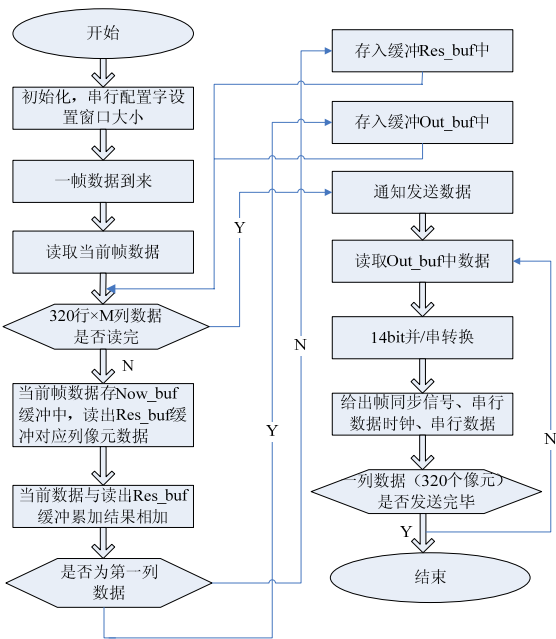 开始
初始化，串行配置字设
置窗口大小
一帧数据到来
读取当前帧数据
320行×M列数据
是否读完
N
当前帧数据存Now_buf
缓冲中，读出Res_buf缓
冲对应列像元数据
当前数据与读出Res_buf
缓冲累加结果相加
是否为第一列
数据
Y
Y
N
存入缓冲Res_buf中
存入缓冲Out_buf中
通知发送数据
读取Out_buf中数据
14bit并/串转换
给出帧同步信号、串行
数据时钟、串行数据
一列数据（320个像元）
是否发送完毕
N
Y
结束